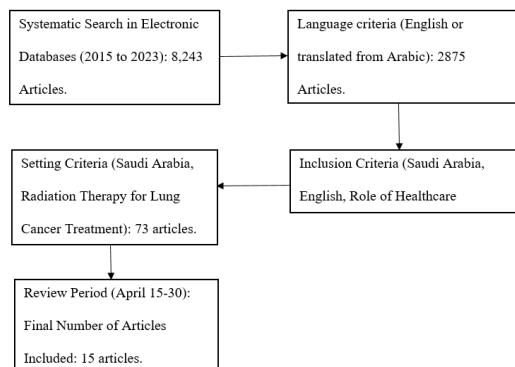 Systematic Search in Electronic
Databases (2015 to 2023): 8,243
Articles.
Language criteria (English or
translated from Arabic): 2875
Articles.
Inclusion Criteria (Saudi Arabia,
English, Role of Healthcare
Setting Criteria (Saudi Arabia,
Radiation Therapy for Lung
Cancer Treatment): 73 articles.
Review Period (April 15-30):
Final Number of Articles
Included: 15 articles.